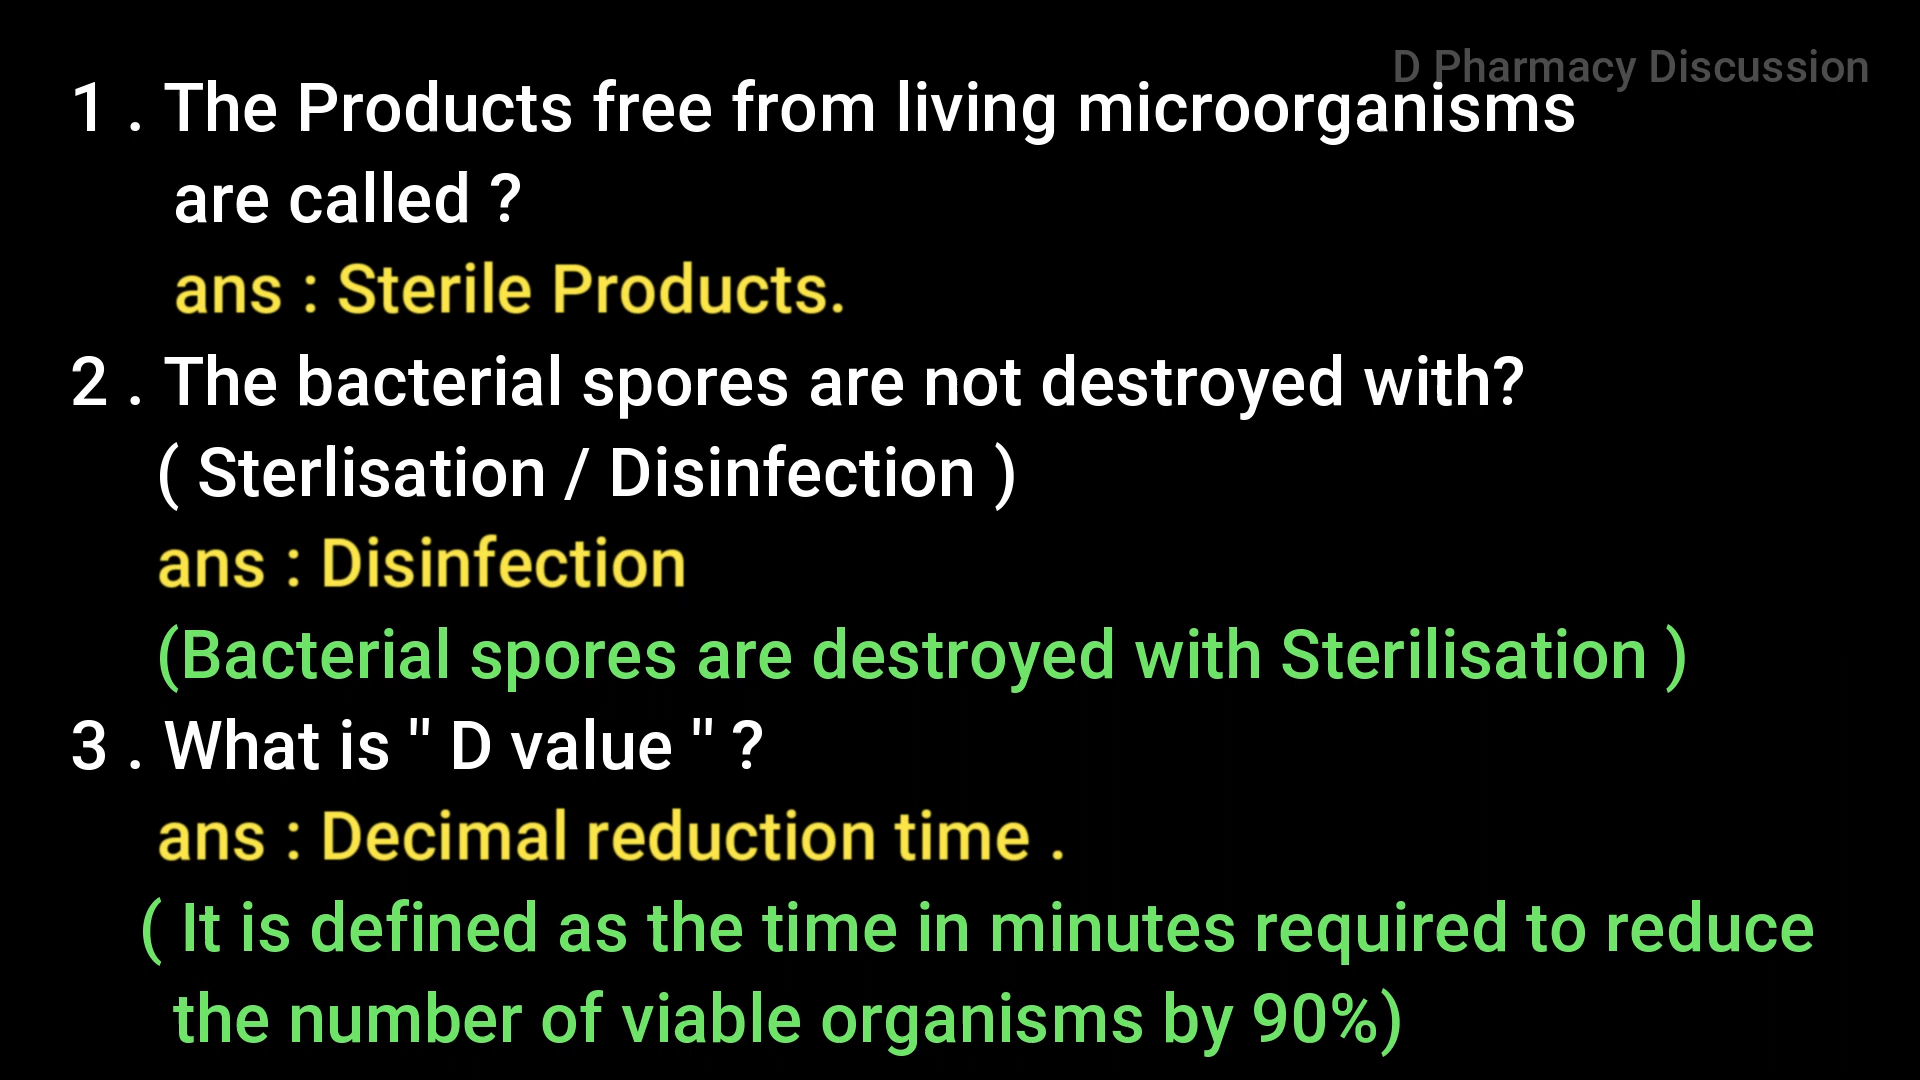 D Pharmacy Discussion
1 . The Products free from living microorganisms
are called ?
ans : Sterile Products.
2 . The bacterial spores are not destroyed with?
( Sterlisation / Disinfection )
ans : Disinfection
(Bacterial spores are destroyed with Sterilisation )
3 . What is " D value " ?
ans : Decimal reduction time .
( It is defined as the time in minutes required to reduce
the number of viable organisms by 90%)